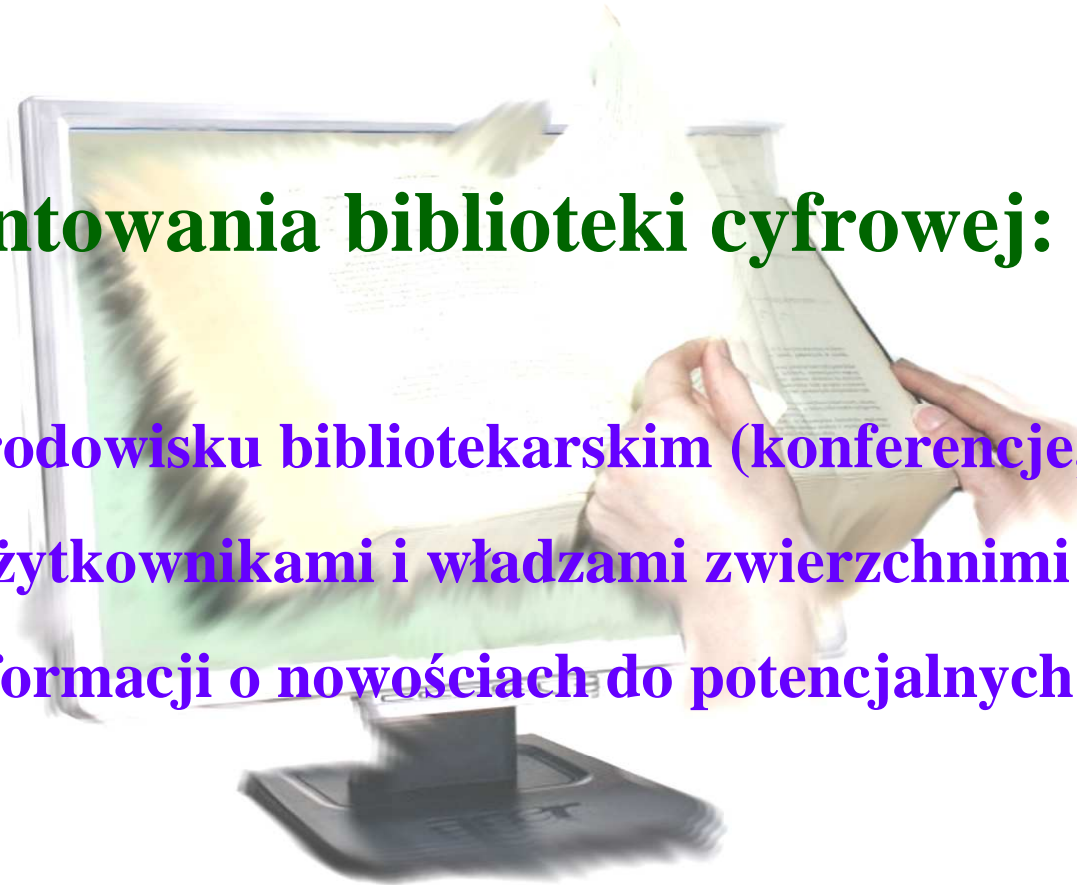 ntowania biblioteki cyfrowej:
rodowisku bibliotekarskim (konferencje,
żytkownikami i władzami zwierzchnimi
formacji o nowościach do potencjalnych